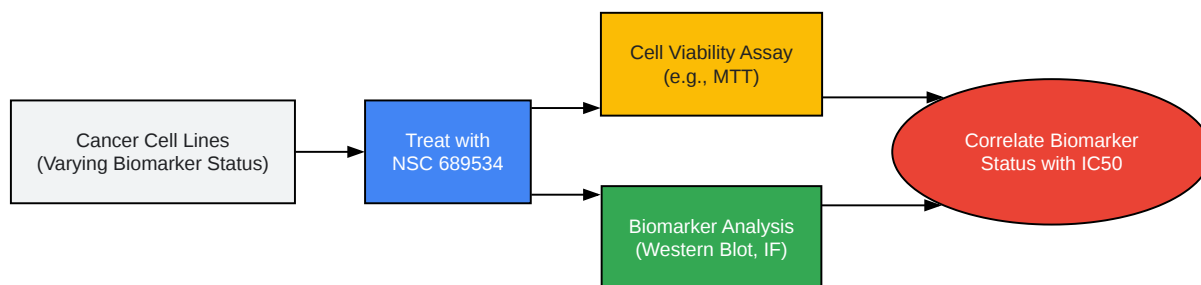 Cancer Cell Lines
(Varying Biomarker Status)
Treat with
NSC 689534
Cell Viability Assay
(e.g., MTT)
Biomarker Analysis
(Western Blot, IF)
Correlate Biomarker
Status with IC50